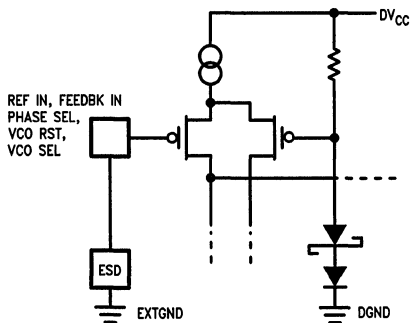 DVCC
REF IN, FEEDBK IN
PHASE SEL,
VCO RST,
VCO SEL
ESD
EXTGND
DGND